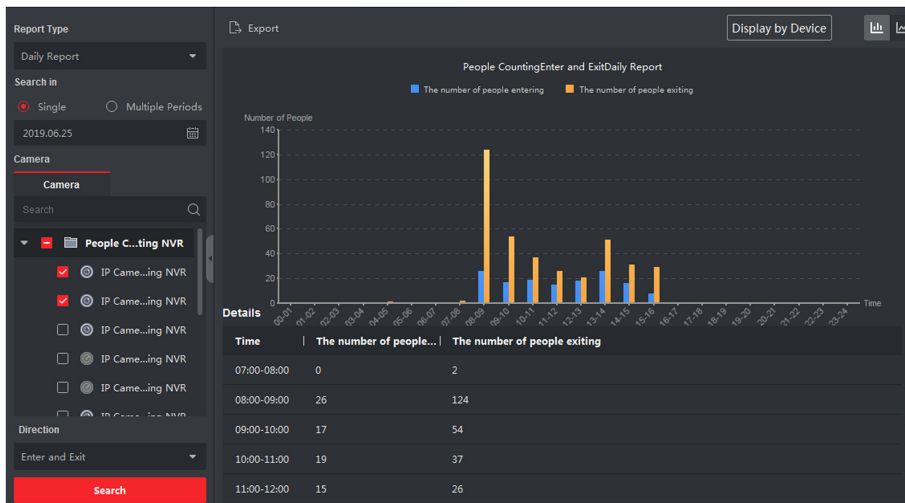 Report Type
Daily Report
Search in
Single
Multiple Periods
2019.06.25
Camera
Camera
Search
People C...ting NVR
IP Came...ing NVR
IP Came...ing NVR
IP Came...ing NVR
IP Came...ing NVR
IP Came...ing NVR
IP Came...ing NVR
Direction
Enter and Exit
Search
Export
Display by Device
People CountingEnter and ExitDaily Report
The number of people entering
The number of people exiting
Number of People
140
120
100
80
60
40
20
0
00-01 01-02 02-03 03-04 04-05 05-06 06-07 07-08 08-09 09-10 10-11 11-12 12-13 13-14 14-15 15-16 16-17 17-18 18-19 19-20 20-21 21-22 22-23 23-24
Time
Details
Time | The number of people... | The number of people exiting
07:00-08:00 0 2
08:00-09:00 26 124
09:00-10:00 17 54
10:00-11:00 19 37
11:00-12:00 15 26